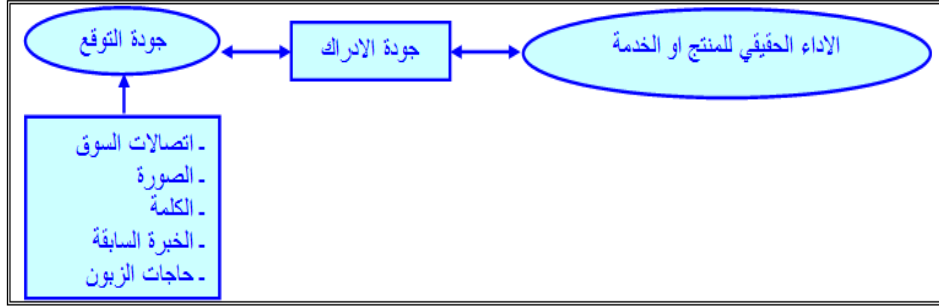 الاداء الحقيقي للمنتج او الخدمة
جودة الادراك
جودة التوقع
ـ اتصالات السوق
ـ الصورة
ـ الكلمة
ـ الخبرة السابقة
ـ حاجات الزبون